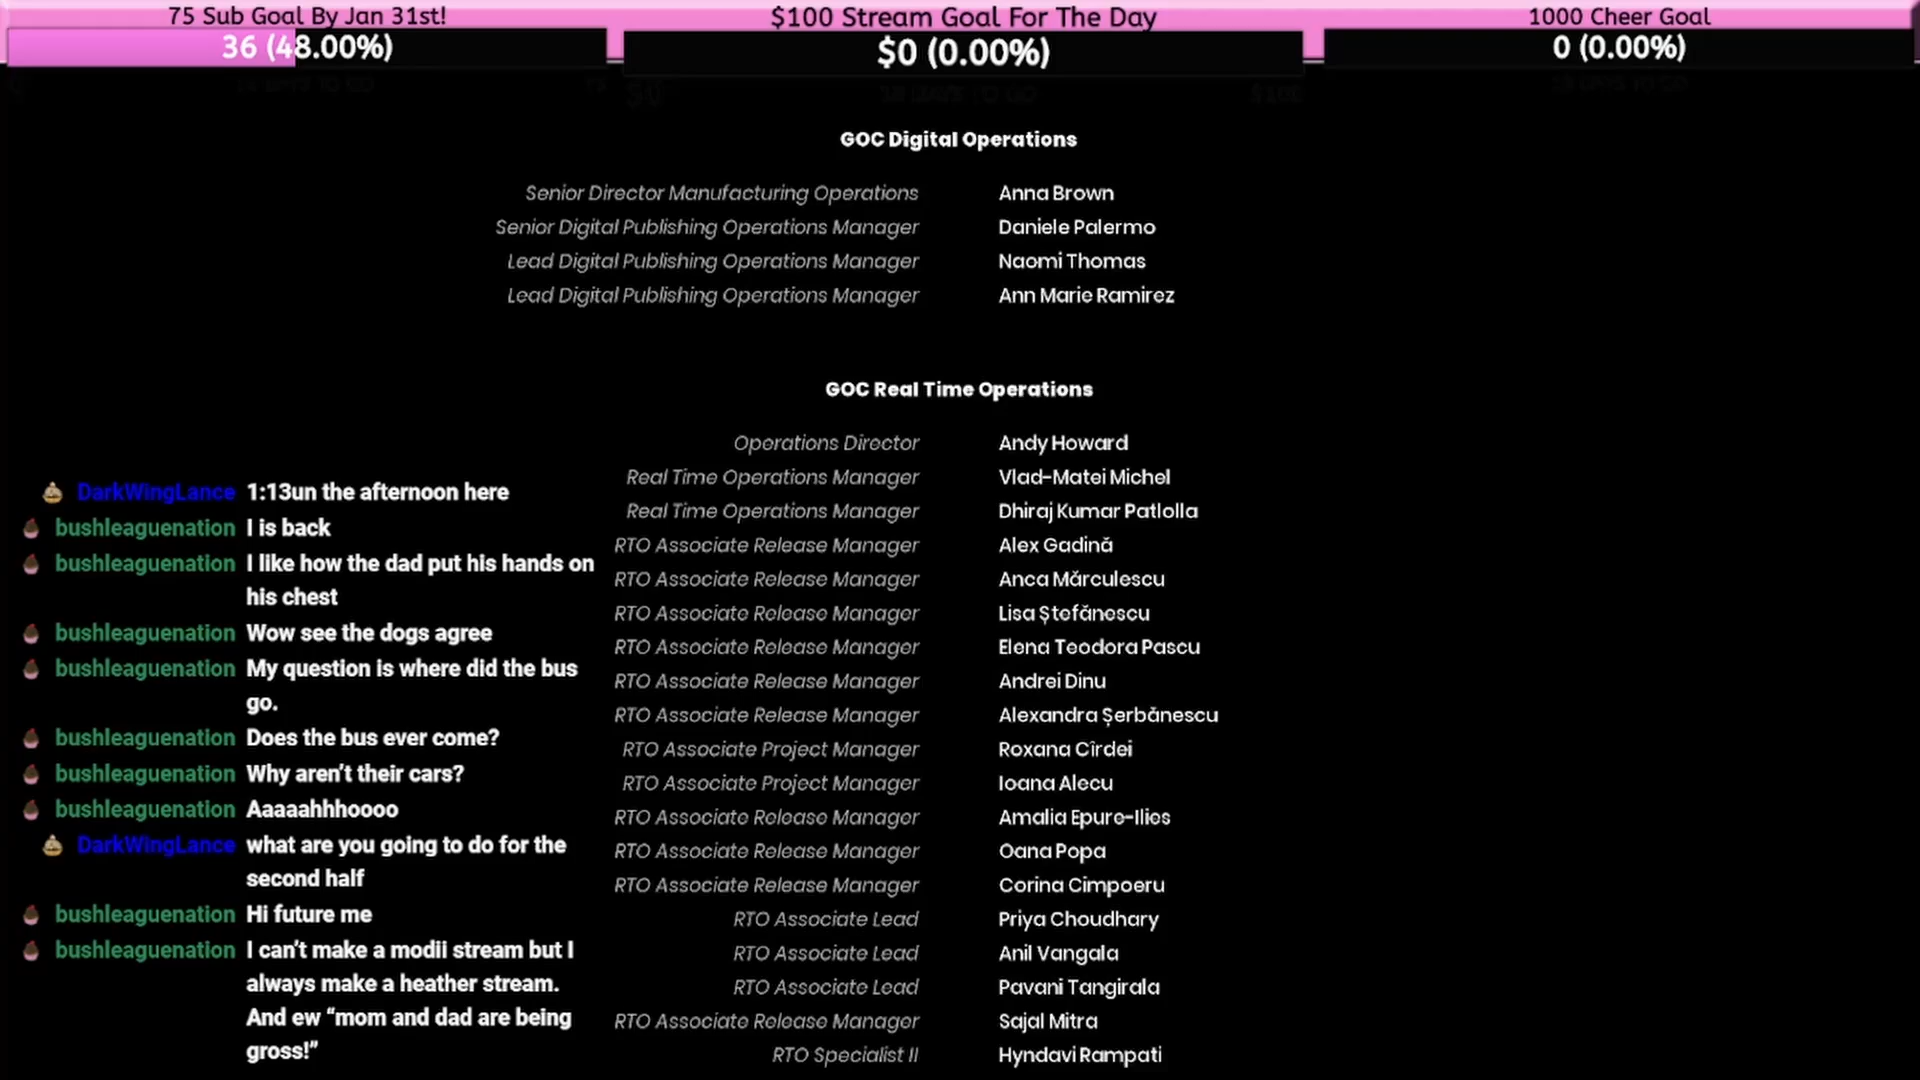 75 Sub Goal By Jan 31st!
36 (48.00%)
$100 Stream Goal For The Day
$0 (0.00%)
1000 Cheer Goal
0 (0.00%)
GOC Digital Operations
Senior Director Manufacturing Operations Anna Brown
Senior Digital Publishing Operations Manager Daniele Palermo
Lead Digital Publishing Operations Manager Naomi Thomas
Lead Digital Publishing Operations Manager Ann Marie Ramirez
GOC Real Time Operations
Operations Director Andy Howard
Real Time Operations Manager Vlad-Matei Michel
Real Time Operations Manager Dhiraj Kumar Patlolla
RTO Associate Release Manager Alex Gadină
RTO Associate Release Manager Anca Mărculescu
RTO Associate Release Manager Lisa Ștefănescu
RTO Associate Release Manager Elena Teodora Pascu
RTO Associate Release Manager Andrei Dinu
RTO Associate Release Manager Alexandra Șerbănescu
RTO Associate Project Manager Roxana Cîrdei
RTO Associate Project Manager Ioana Alecu
RTO Associate Release Manager Amalia Epure-Ilies
RTO Associate Release Manager Oana Popa
RTO Associate Release Manager Corina Cimpoeru
RTO Associate Lead Priya Choudhary
RTO Associate Lead Anil Vangala
RTO Associate Lead Pavani Tangirala
RTO Associate Release Manager Sajal Mitra
RTO Specialist II Hyndavi Rampati
DarkWingLance 1:13un the afternoon here
bushleaguenation I is back
bushleaguenation I like how the dad put his hands on
his chest
bushleaguenation Wow see the dogs agree
bushleaguenation My question is where did the bus
go.
bushleaguenation Does the bus ever come?
bushleaguenation Why aren’t their cars?
bushleaguenation Aaaaahhhoooo
DarkWingLance what are you going to do for the
second half
bushleaguenation Hi future me
bushleaguenation I can’t make a modii stream but I
always make a heather stream.
And ew “mom and dad are being
gross!”